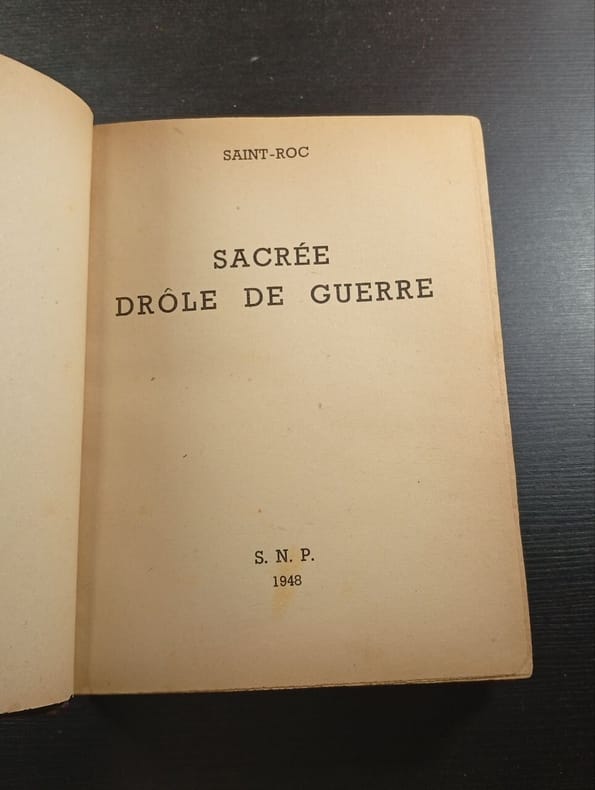 SAINT-ROC
SACRÉE
DRÔLE DE GUERRE
S. N. P.
1948